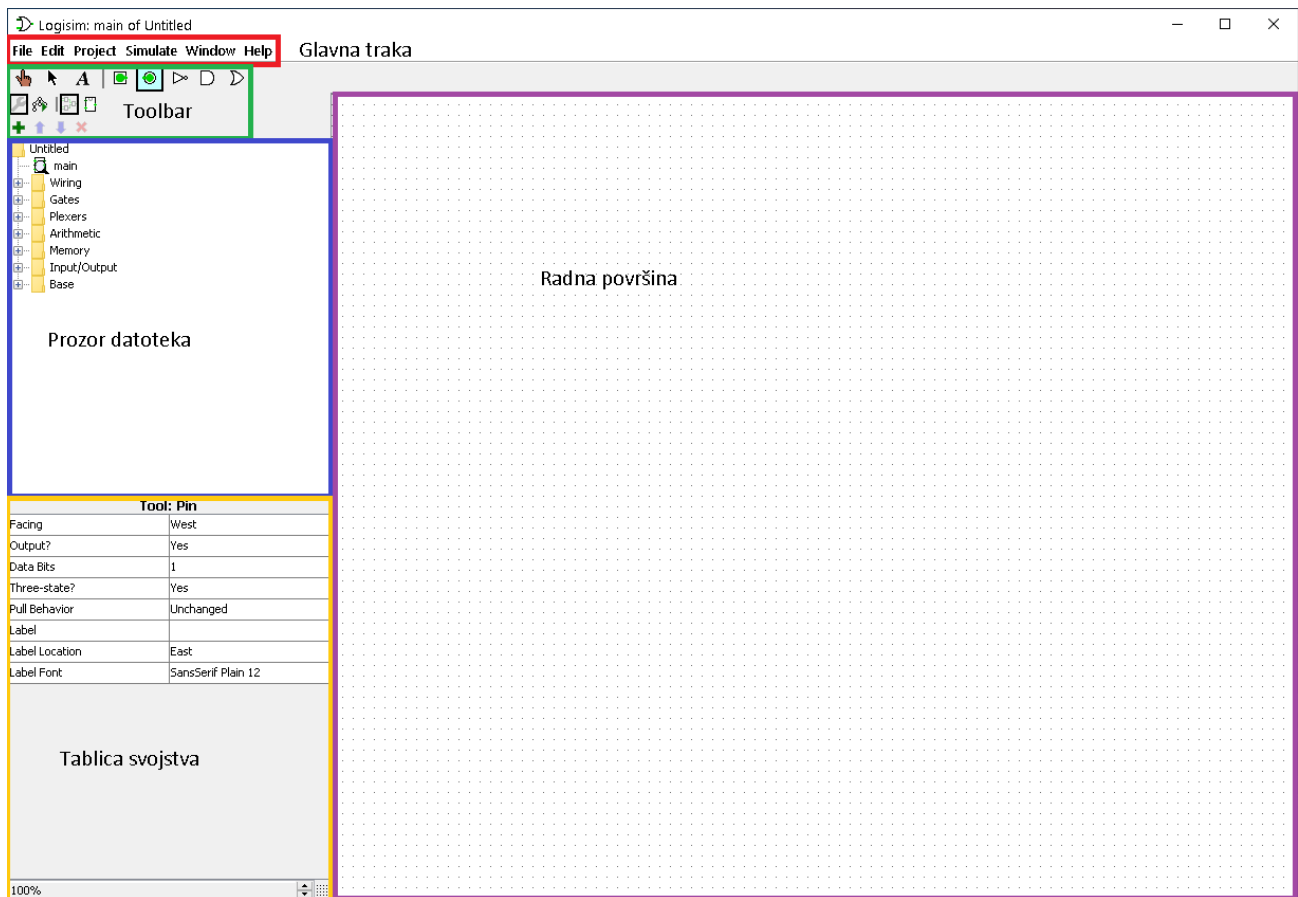 Logisim: main of Untitled
File Edit Project Simulate Window Help
Glavna traka
A
Toolbar
Untitled
main
Wiring
Gates
Plexers
Arithmetic
Memory
Input/Output
Base
Prozor datoteka
Radna površina
Tool: Pin
Facing West
Output? Yes
Data Bits 1
Three-state? Yes
Pull Behavior Unchanged
Label
Label Location East
Label Font SansSerif Plain 12
Tablica svojstva
100%